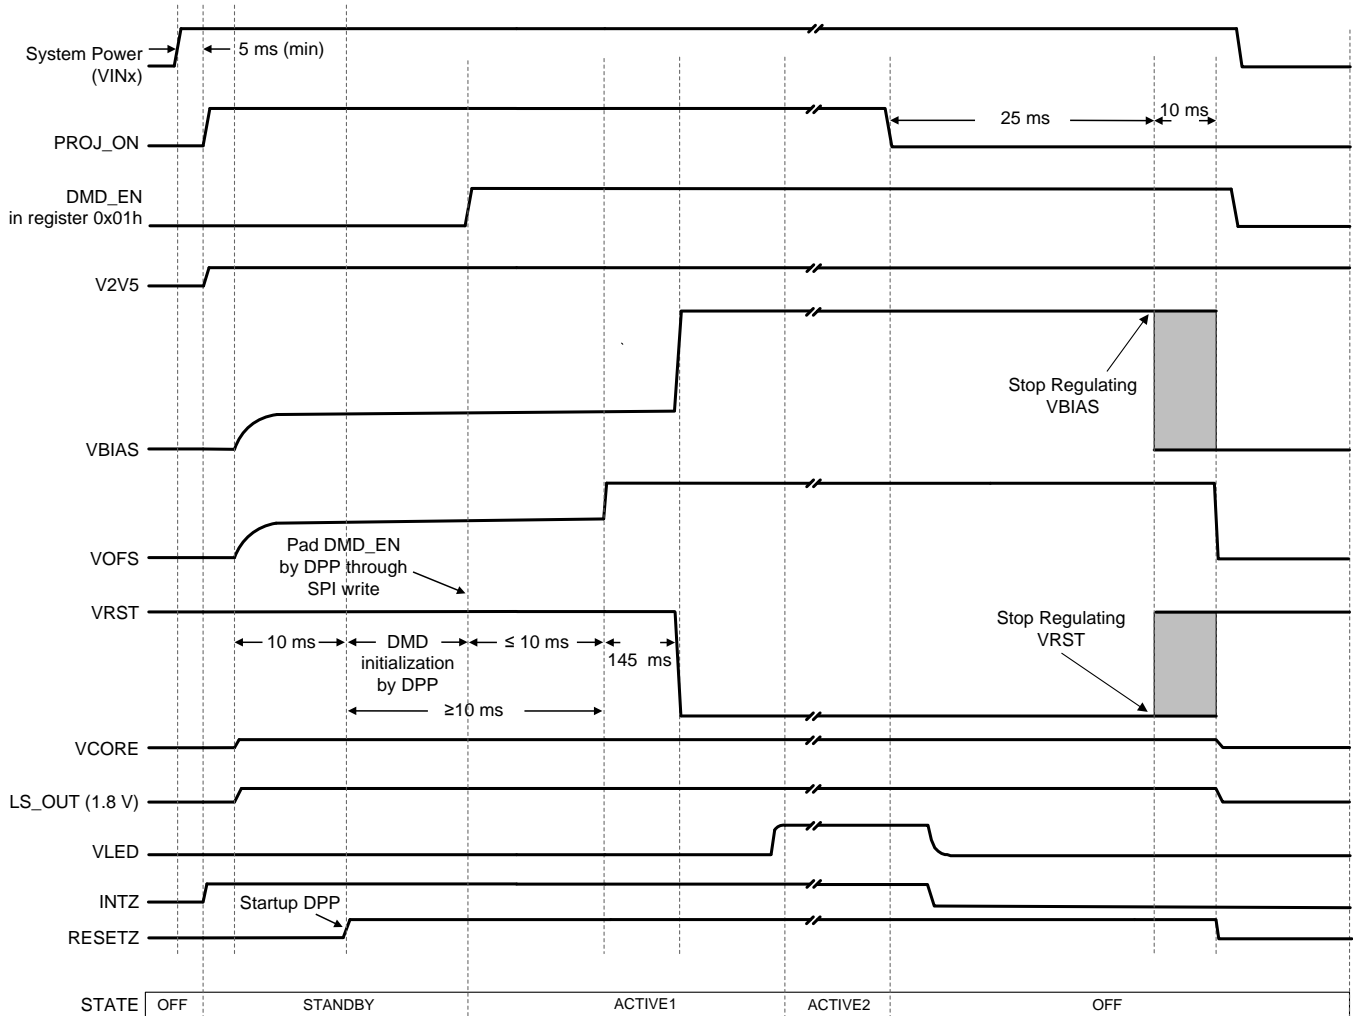 System Power
(VINx)
5 ms (min)
PROJ_ON
25 ms
10 ms
DMD_EN
in register 0x01h
V2V5
Stop Regulating
VBIAS
VBIAS
VOFS
Pad DMD_EN
by DPP through
SPI write
VRST
Stop Regulating
VRST
10 ms
DMD
initialization
by DPP
≤ 10 ms
145 ms
≥10 ms
VCORE
LS_OUT (1.8 V)
VLED
INTZ
Startup DPP
RESETZ
STATE
OFF
STANDBY
ACTIVE1
ACTIVE2
OFF